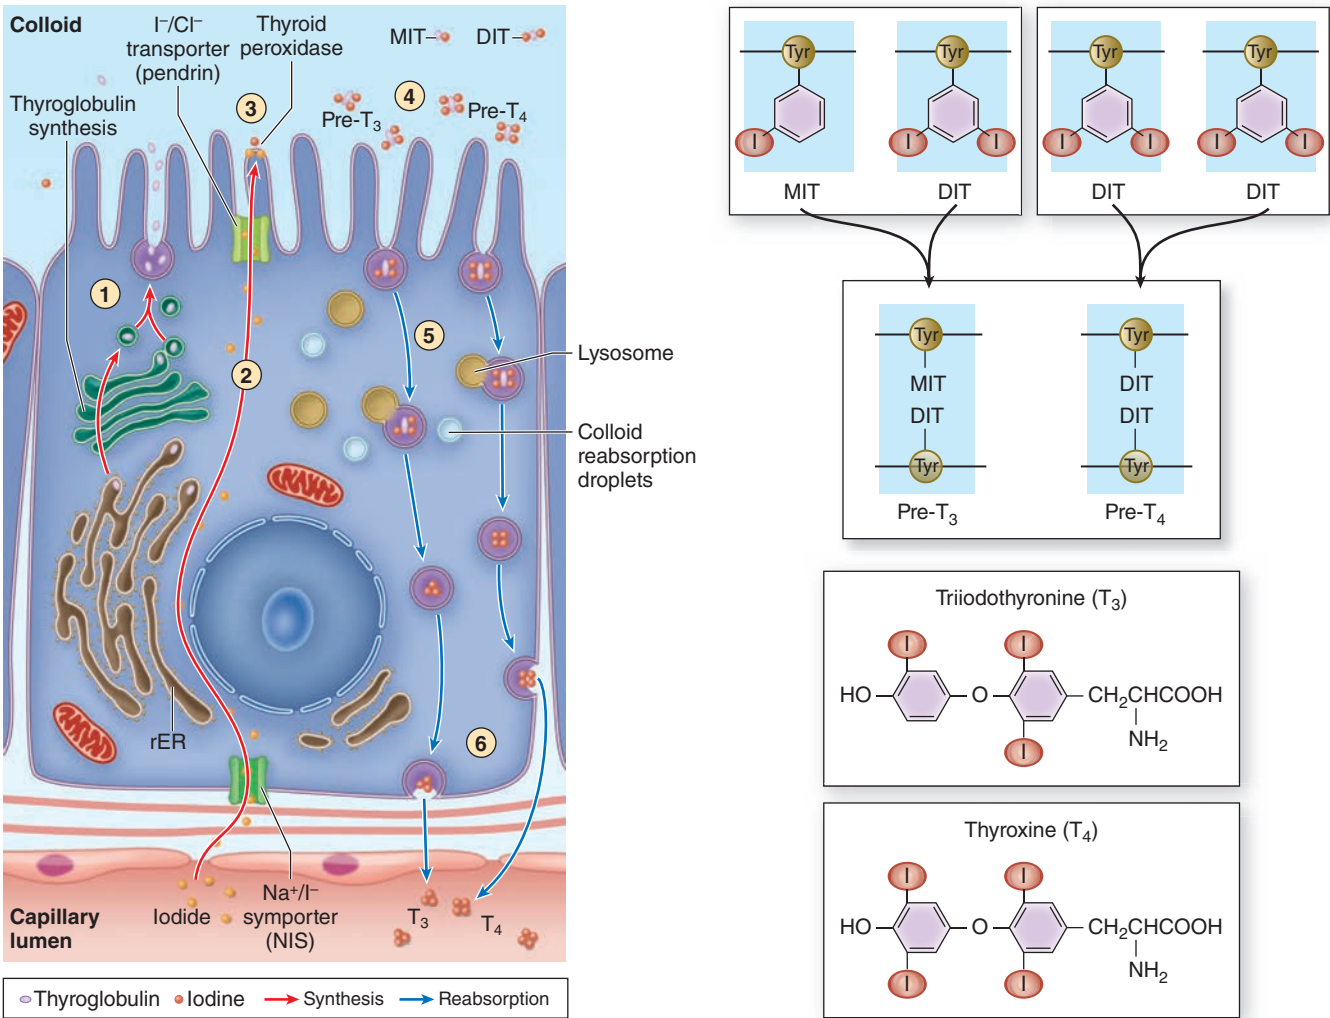 Colloid
I⁻/Cl⁻
transporter
(pendrin)
Thyroid
peroxidase
MIT
DIT
Thyroglobulin
synthesis
3
4
Pre-T₃
Pre-T₄
1
5
2
Lysosome
Colloid
reabsorption
droplets
rER
6
Capillary
lumen
Iodide
Na⁺/I⁻
symporter
(NIS)
T₃
T₄
Thyroglobulin
Iodine
Synthesis
Reabsorption
Tyr
Tyr
Tyr
Tyr
I
I
I
I
I
I
I
MIT
DIT
DIT
DIT
Tyr
MIT
DIT
Tyr
Pre-T₃
Tyr
DIT
DIT
Tyr
Pre-T₄
Triiodothyronine (T₃)
I
I
HO
O
CH₂CHCOOH
I
NH₂
Thyroxine (T₄)
I
I
HO
O
CH₂CHCOOH
I
I
NH₂